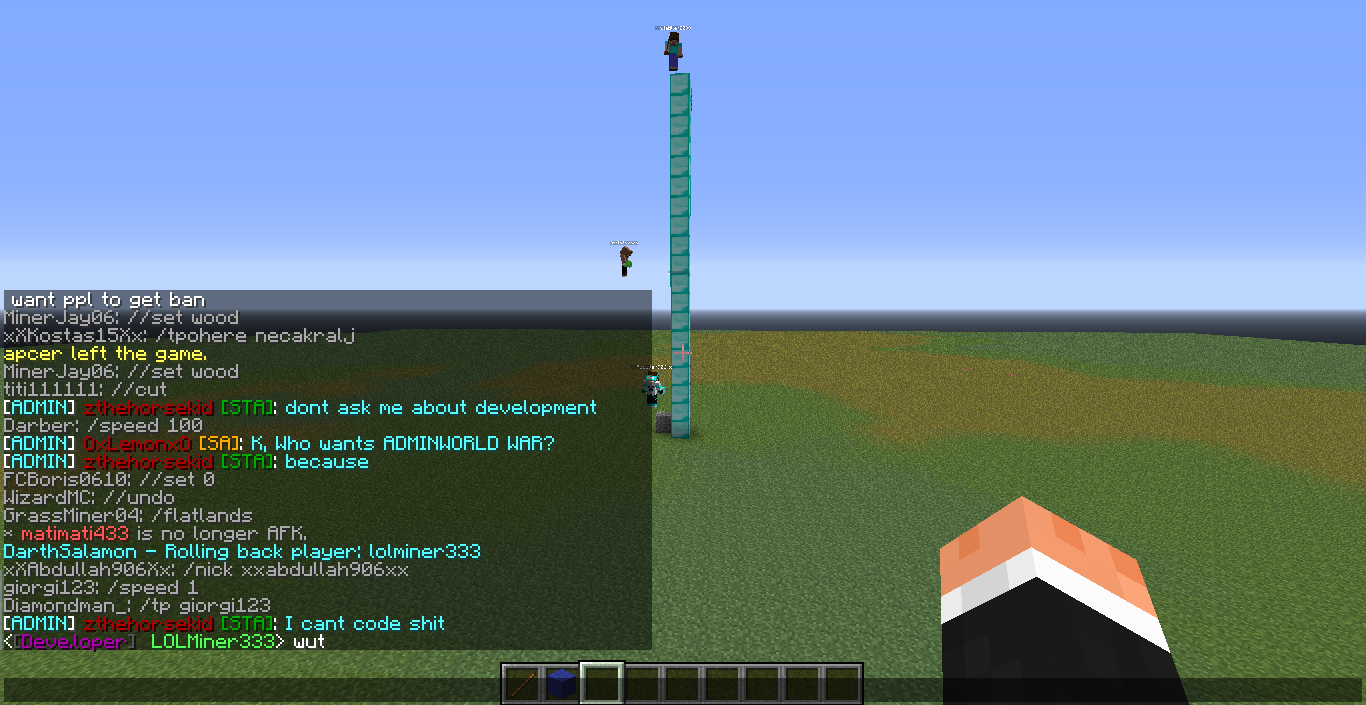 want ppl to get ban
MinerJay06: //set wood
xXKostas15Xx: /tpohere necakralj
apcer left the game.
MinerJay06: //set wood
titi111111: //cut
[ADMIN] zthehorsekid [STA]: dont ask me about development
Darber: /speed 100
[ADMIN] 0xLemonx0 [SA]: K, Who wants ADMINWORLD WAR?
[ADMIN] zthehorsekid [STA]: because
FCBoris0610: //set 0
WizardMC: //undo
GrassMiner04: /flatlands
* matimati433 is no longer AFK.
DarthSalamon - Rolling back player: lolminer333
xXAbdullah906Xx: /nick xxabdullah906xx
giorgi123: /speed 1
Diamondman_: /tp giorgi123
[ADMIN] zthehorsekid [STA]: I cant code shit
<[Developer] LOLMiner333> wut